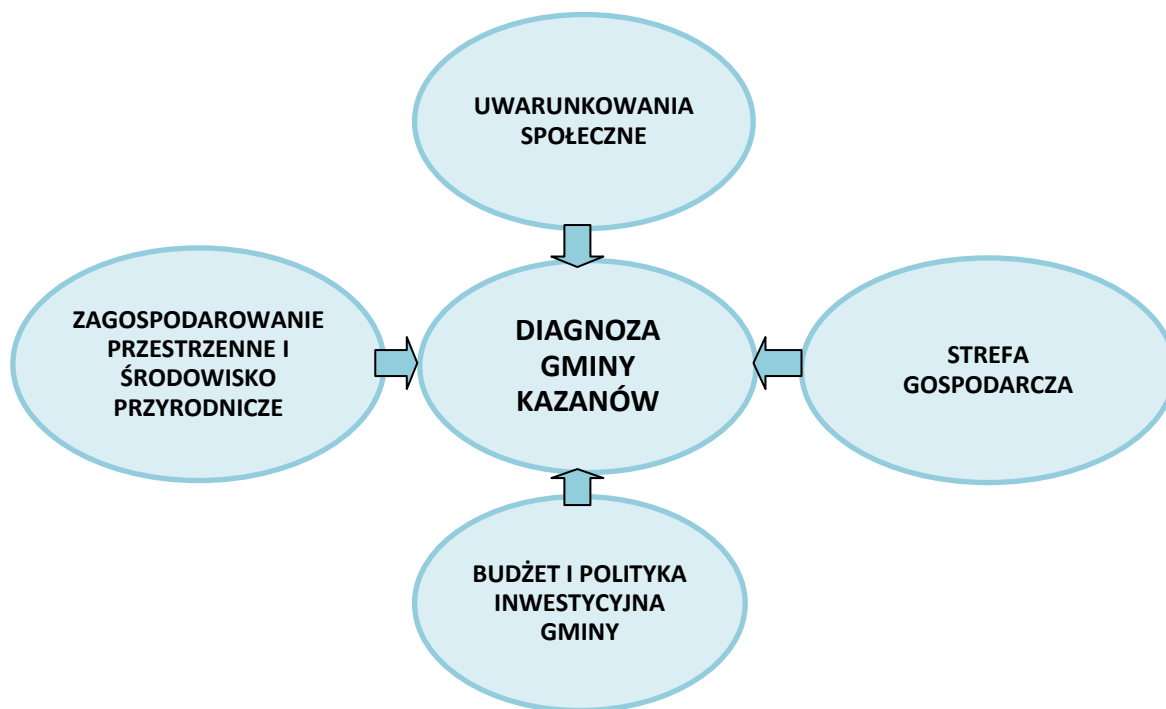 UWARUNKOWANIA
SPOŁECZNE
ZAGOSPODAROWANIE
PRZESTRZENNE I
ŚRODOWISKO
PRZYRODNICZE
DIAGNOZA
GMINY
KAZANÓW
STREFA
GOSPODARCZA
BUDŻET I POLITYKA
INWESTYCYJNA
GMINY